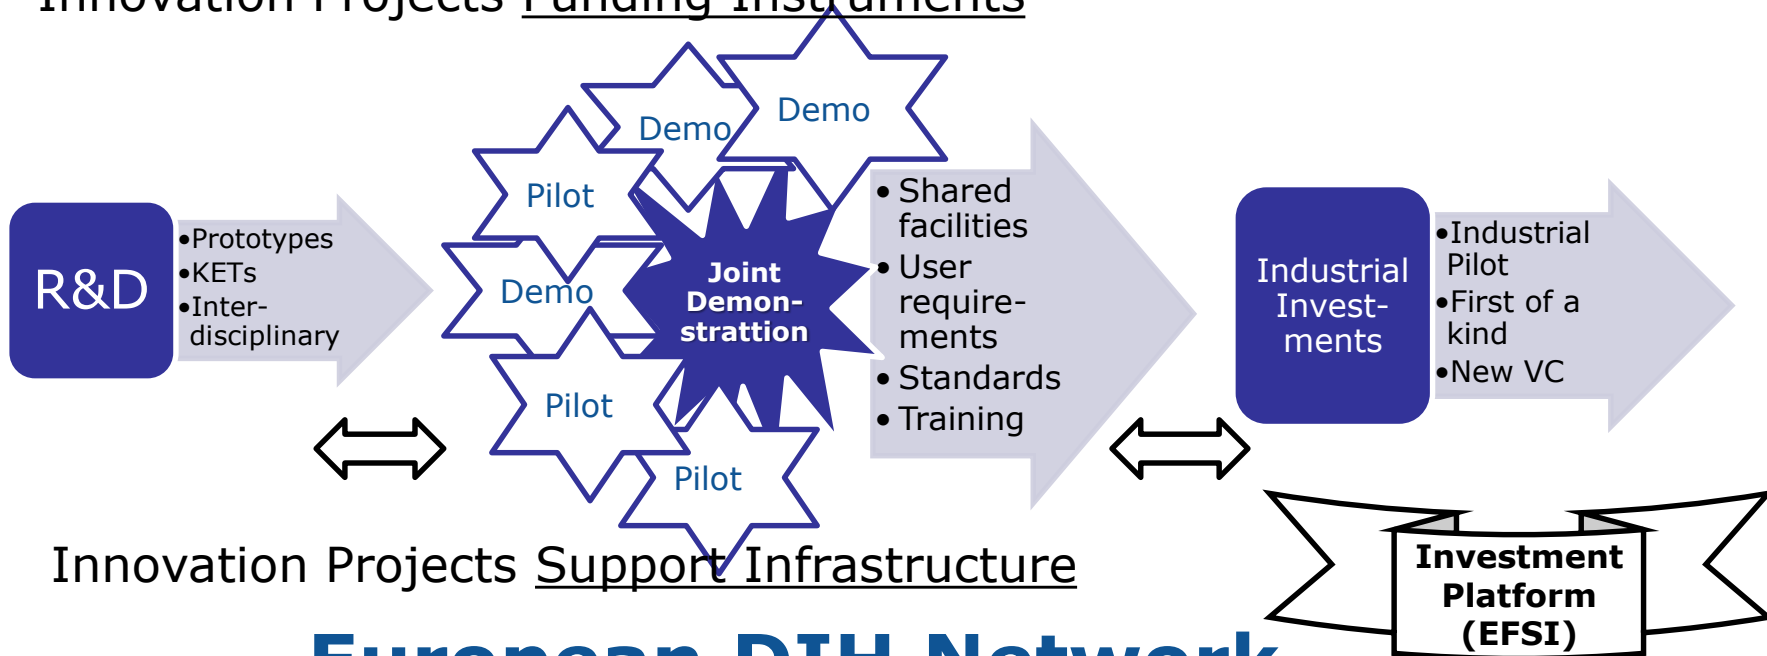 Innovation Projects Funding Instruments
Demo
Demo
Pilot
R&D
•Prototypes
•KETs
•Inter-
disciplinary
Demo
Joint
Demon-
strattion
Pilot
Pilot
• Shared
facilities
• User
require-
ments
• Standards
• Training
Industrial
Invest-
ments
•Industrial
Pilot
•First of a
kind
•New VC
Innovation Projects Support Infrastructure
Investment
Platform
(EFSI)
European DIH Network